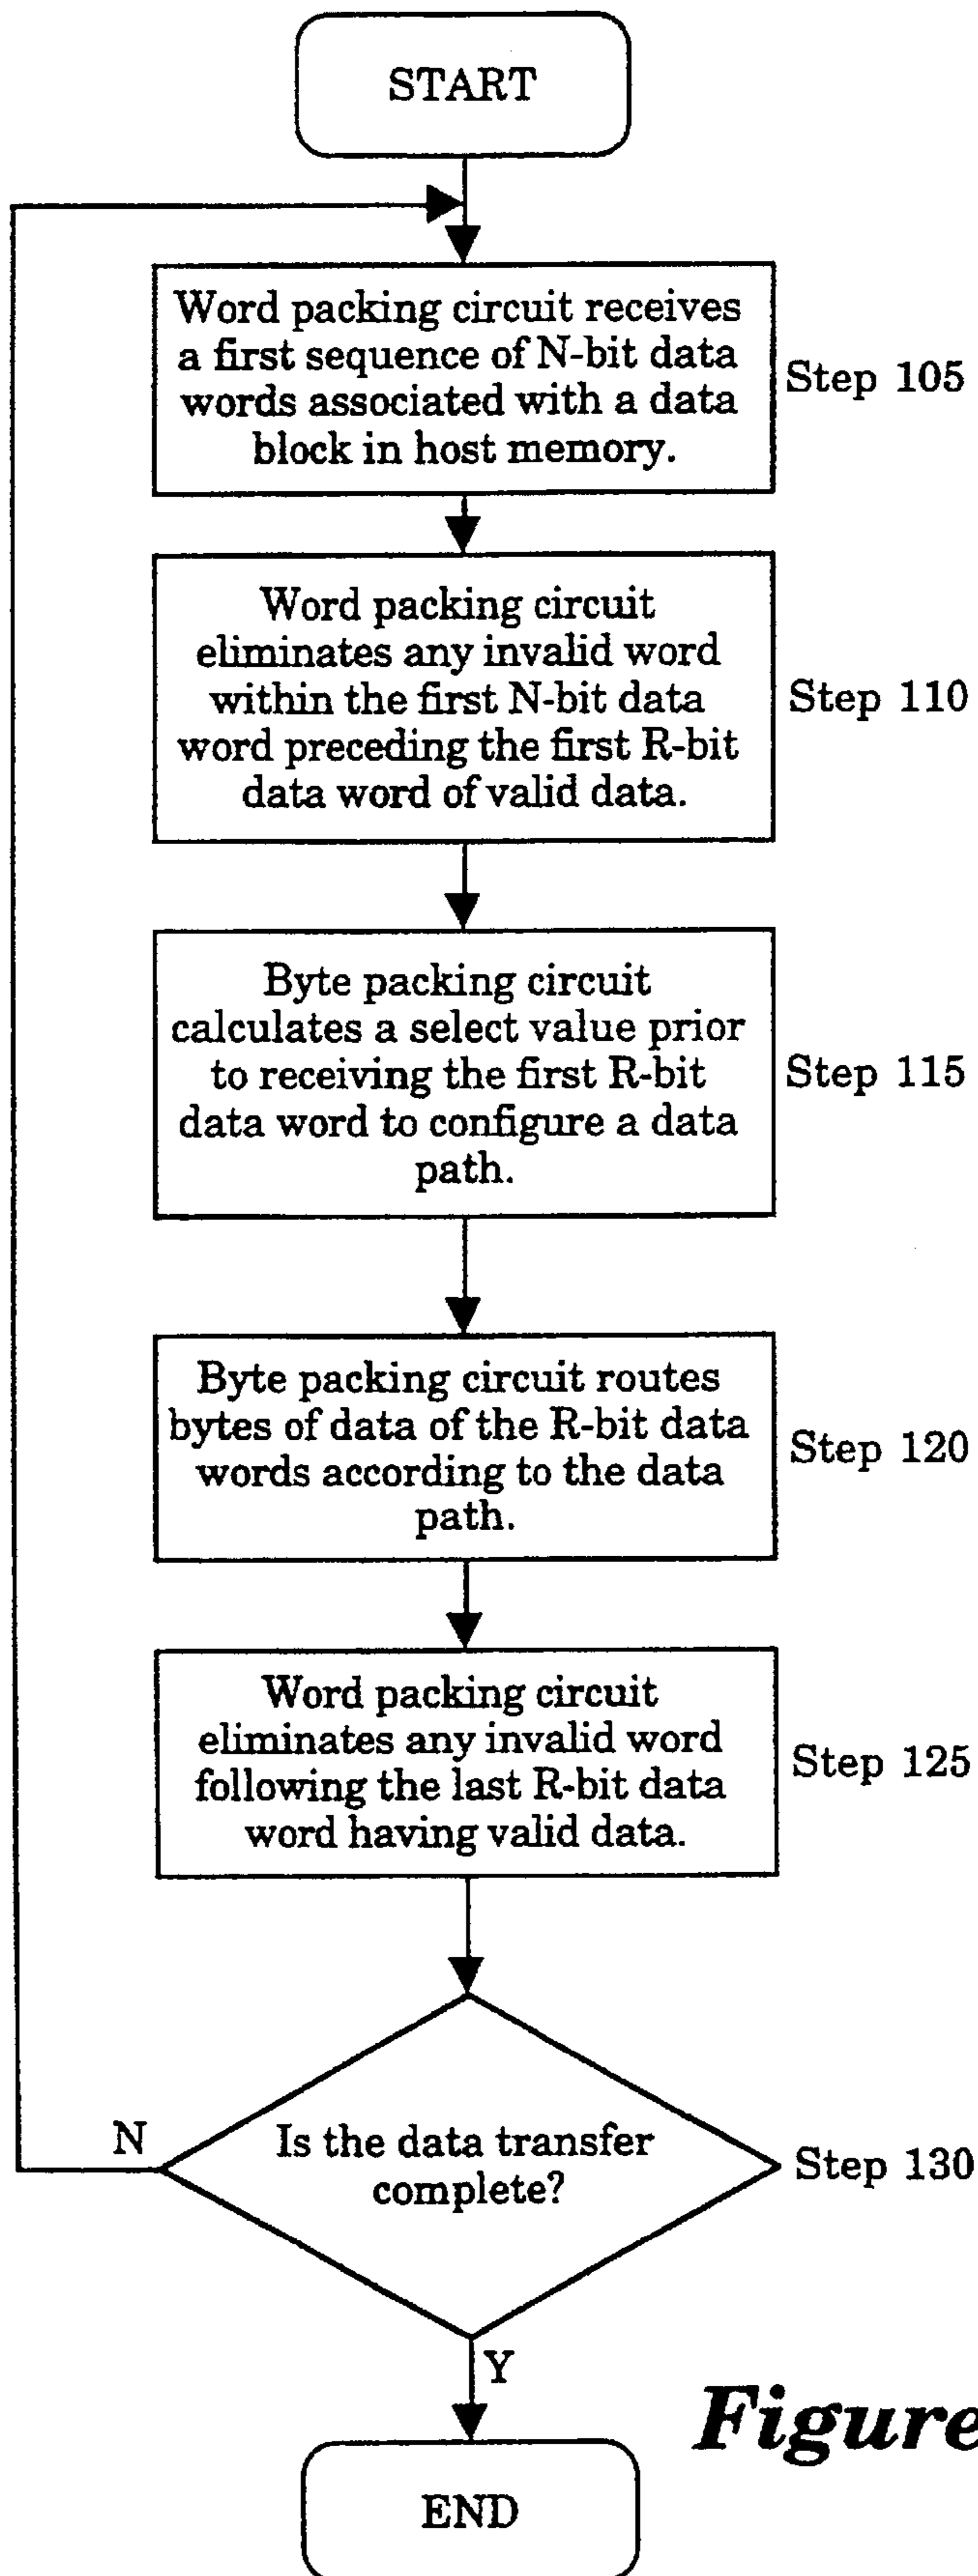 START
Word packing circuit receives
a first sequence of N-bit data
words associated with a data
block in host memory.
Step 105
Word packing circuit
eliminates any invalid word
within the first N-bit data
word preceding the first R-bit
data word of valid data.
Step 110
Byte packing circuit
calculates a select value prior
to receiving the first R-bit
data word to configure a data
path.
Step 115
Byte packing circuit routes
bytes of data of the R-bit data
words according to the data
path.
Step 120
Word packing circuit
eliminates any invalid word
following the last R-bit data
word having valid data.
Step 125
Is the data transfer
complete?
Step 130
N
Y
Figure
END